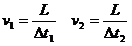 v₁ = L/Δt₁ v₂ = L/Δt₂